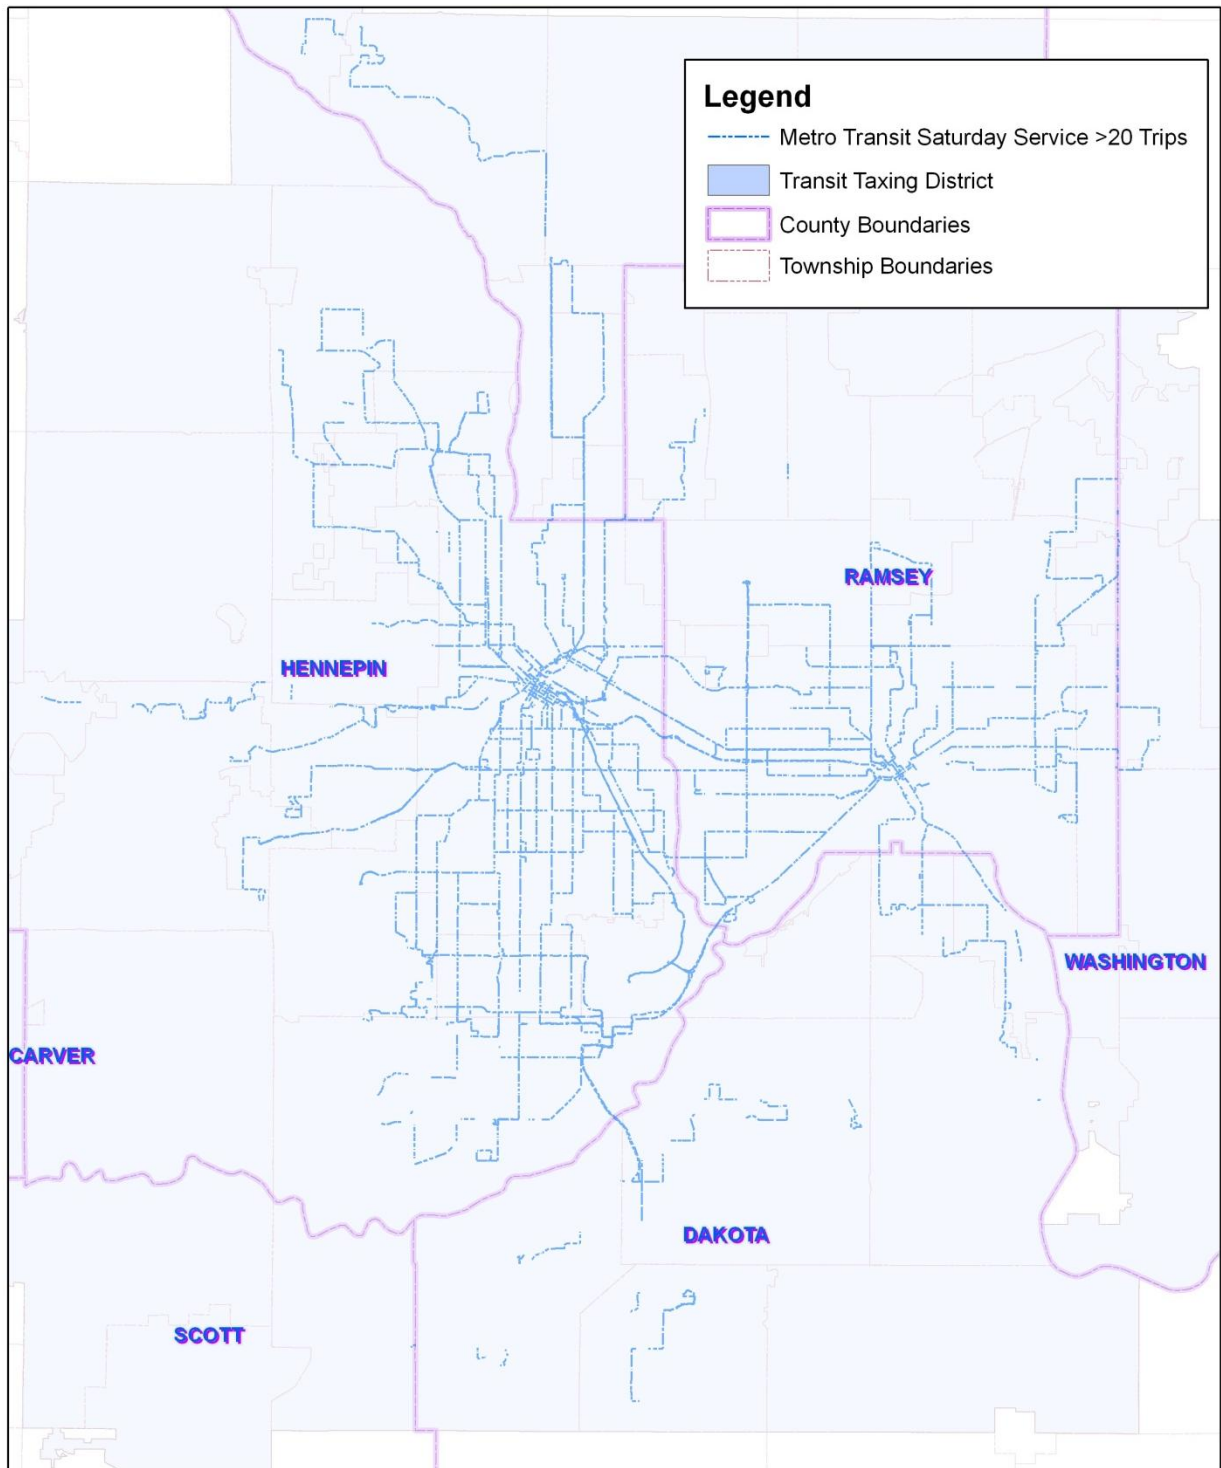 Legend
Metro Transit Saturday Service >20 Trips
Transit Taxing District
County Boundaries
Township Boundaries
RAMSEY
HENNEPIN
WASHINGTON
CARVER
DAKOTA
SCOTT